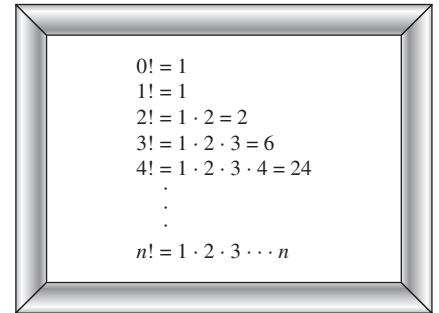 0! = 1
1! = 1
2! = 1 · 2 = 2
3! = 1 · 2 · 3 = 6
4! = 1 · 2 · 3 · 4 = 24
·
·
·
n! = 1 · 2 · 3 · · · n